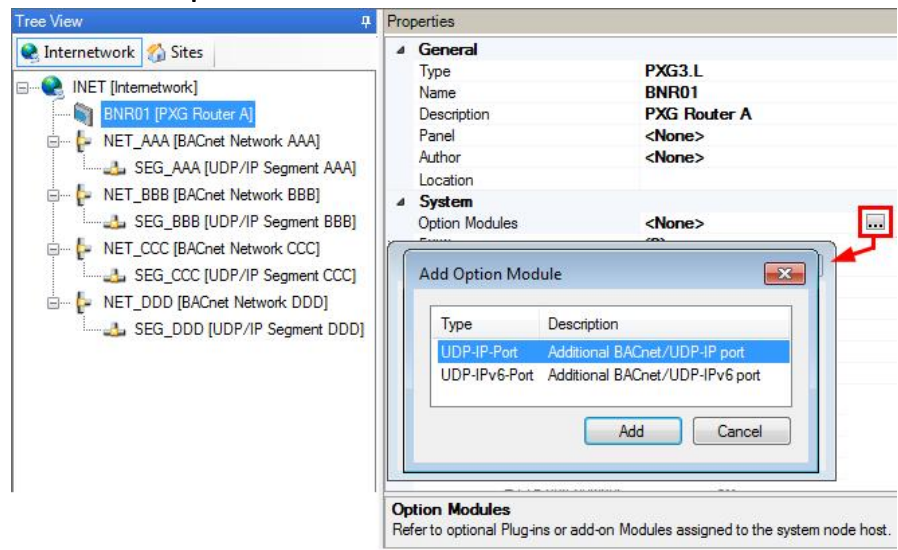 Tree View
Internetwork Sites
INET [Internetwork]
BNR01 [PXG Router A]
NET_AAA [BACnet Network AAA]
SEG_AAA [UDP/IP Segment AAA]
NET_BBB [BACnet Network BBB]
SEG_BBB [UDP/IP Segment BBB]
NET_CCC [BACnet Network CCC]
SEG_CCC [UDP/IP Segment CCC]
NET_DDD [BACnet Network DDD]
SEG_DDD [UDP/IP Segment DDD]
Properties
General
Type PXG3.L
Name BNR01
Description PXG Router A
Panel <None>
Author <None>
Location
System
Option Modules <None> ...
Add Option Module
Type Description
UDP-IP-Port Additional BACnet/UDP-IP port
UDP-IPv6-Port Additional BACnet/UDP-IPv6 port
Add Cancel
Option Modules
Refer to optional Plug-ins or add-on Modules assigned to the system node host.